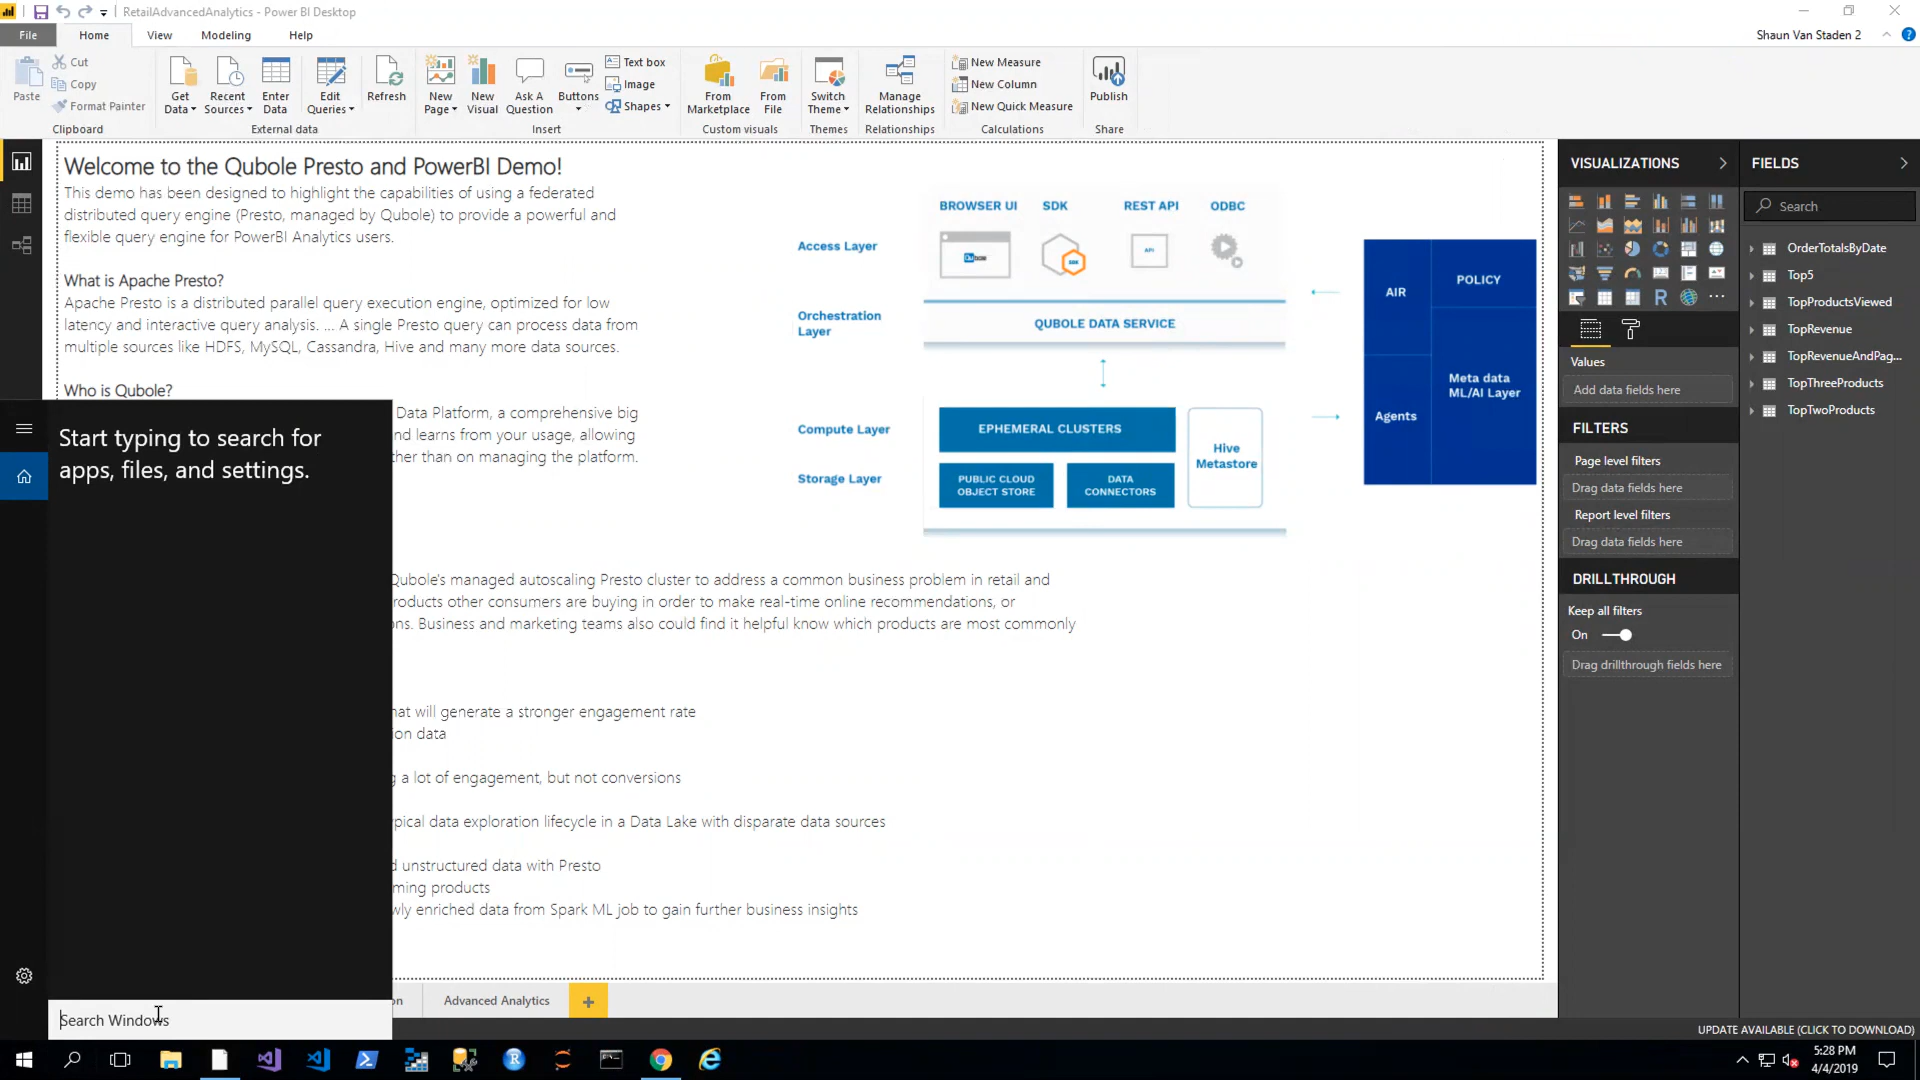 RetailAdvancedAnalytics - Power BI Desktop
File
Home
View
Modeling
Help
Shaun Van Staden 2
Paste
Cut
Copy
Format Painter
Clipboard
Get Data
Recent Sources
Enter Data
Edit Queries
Refresh
External data
New Page
New Visual
Ask A Question
Buttons
Text box
Image
Shapes
Insert
From Marketplace
From File
Custom visuals
Switch Theme
Themes
Manage Relationships
Relationships
New Measure
New Column
New Quick Measure
Calculations
Publish
Share
Welcome to the Qubole Presto and PowerBI Demo!
This demo has been designed to highlight the capabilities of using a federated
distributed query engine (Presto, managed by Qubole) to provide a powerful and
flexible query engine for PowerBI Analytics users.
What is Apache Presto?
Apache Presto is a distributed parallel query execution engine, optimized for low
latency and interactive query analysis. ... A single Presto query can process data from
multiple sources like HDFS, MySQL, Cassandra, Hive and many more data sources.
Who is Qubole?
Data Platform, a comprehensive big
nd learns from your usage, allowing
ther than on managing the platform.
Qubole's managed autoscaling Presto cluster to address a common business problem in retail and
roducts other consumers are buying in order to make real-time online recommendations, or
ns. Business and marketing teams also could find it helpful know which products are most commonly
hat will generate a stronger engagement rate
ion data
g a lot of engagement, but not conversions
pical data exploration lifecycle in a Data Lake with disparate data sources
d unstructured data with Presto
ming products
wly enriched data from Spark ML job to gain further business insights
BROWSER UI
SDK
REST API
ODBC
Access Layer
API
Orchestration
Layer
QUBOLE DATA SERVICE
Compute Layer
EPHEMERAL CLUSTERS
Storage Layer
PUBLIC CLOUD
OBJECT STORE
DATA
CONNECTORS
Hive
Metastore
AIR
POLICY
Agents
Meta data
ML/AI Layer
Start typing to search for
apps, files, and settings.
Search Windows
on
Advanced Analytics
VISUALIZATIONS
R
Values
Add data fields here
FILTERS
Page level filters
Drag data fields here
Report level filters
Drag data fields here
DRILLTHROUGH
Keep all filters
On
Drag drillthrough fields here
FIELDS
Search
OrderTotalsByDate
Top5
TopProductsViewed
TopRevenue
TopRevenueAndPag...
TopThreeProducts
TopTwoProducts
UPDATE AVAILABLE (CLICK TO DOWNLOAD)
5:28 PM
4/4/2019